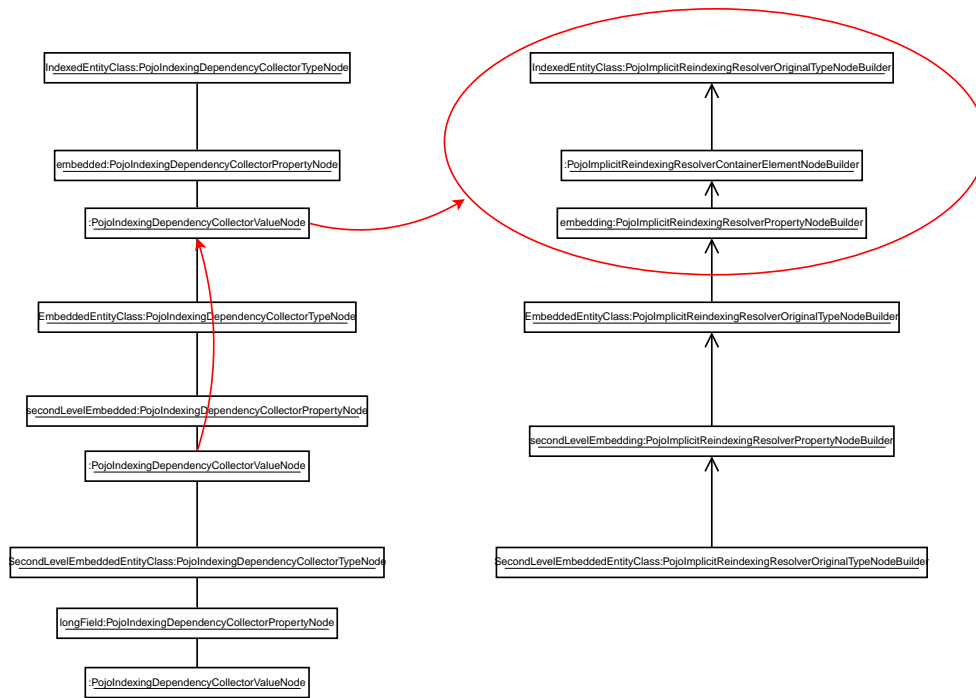 IndexedEntityClass:PojoIndexingDependencyCollectorTypeNode
embedded:PojoIndexingDependencyCollectorPropertyNode
:PojoIndexingDependencyCollectorValueNode
EmbeddedEntityClass:PojoIndexingDependencyCollectorTypeNode
secondLevelEmbedded:PojoIndexingDependencyCollectorPropertyNode
:PojoIndexingDependencyCollectorValueNode
SecondLevelEmbeddedEntityClass:PojoIndexingDependencyCollectorTypeNode
longField:PojoIndexingDependencyCollectorPropertyNode
:PojoIndexingDependencyCollectorValueNode
IndexedEntityClass:PojoImplicitReindexingResolverOriginalTypeNodeBuilder
:PojoImplicitReindexingResolverContainerElementNodeBuilder
embedding:PojoImplicitReindexingResolverPropertyNodeBuilder
EmbeddedEntityClass:PojoImplicitReindexingResolverOriginalTypeNodeBuilder
secondLevelEmbedding:PojoImplicitReindexingResolverPropertyNodeBuilder
SecondLevelEmbeddedEntityClass:PojoImplicitReindexingResolverOriginalTypeNodeBuilder